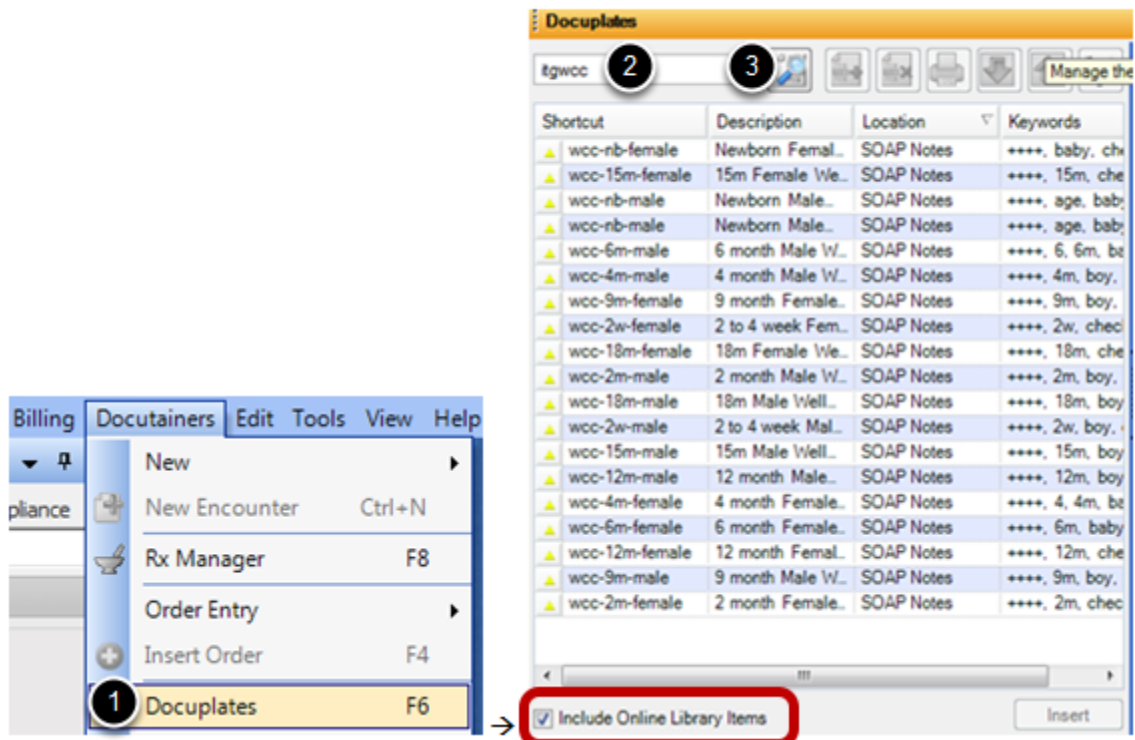 Billing Docutainers Edit Tools View Help
New
pliance New Encounter Ctrl+N
Rx Manager F8
Order Entry
Insert Order F4
1 Docuplates F6
→
Docuplates
itgwcc 2 3 Manage the
Shortcut Description Location Keywords
wcc-nb-female Newborn Femal... SOAP Notes ++++, baby, che
wcc-15m-female 15m Female We... SOAP Notes ++++, 15m, che
wcc-nb-male Newborn Male... SOAP Notes ++++, age, baby
wcc-nb-male Newborn Male... SOAP Notes ++++, age, baby
wcc-6m-male 6 month Male W... SOAP Notes ++++, 6, 6m, ba
wcc-4m-male 4 month Male W... SOAP Notes ++++, 4m, boy,
wcc-9m-female 9 month Female... SOAP Notes ++++, 9m, boy,
wcc-2w-female 2 to 4 week Fem... SOAP Notes ++++, 2w, chec
wcc-18m-female 18m Female We... SOAP Notes ++++, 18m, che
wcc-2m-male 2 month Male W... SOAP Notes ++++, 2m, boy,
wcc-18m-male 18m Male Well... SOAP Notes ++++, 18m, boy
wcc-2w-male 2 to 4 week Mal... SOAP Notes ++++, 2w, boy,
wcc-15m-male 15m Male Well... SOAP Notes ++++, 15m, boy
wcc-12m-male 12 month Male... SOAP Notes ++++, 12m, boy
wcc-4m-female 4 month Female... SOAP Notes ++++, 4, 4m, ba
wcc-6m-female 6 month Female... SOAP Notes ++++, 6m, baby
wcc-12m-female 12 month Femal... SOAP Notes ++++, 12m, che
wcc-9m-male 9 month Male W... SOAP Notes ++++, 9m, boy,
wcc-2m-female 2 month Female... SOAP Notes ++++, 2m, chec
Include Online Library Items Insert